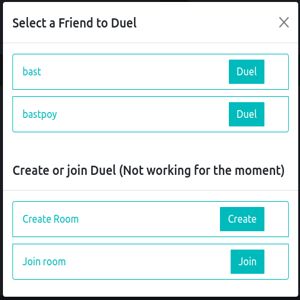 Select a Friend to Duel
bast Duel
bastpoy Duel
Create or join Duel (Not working for the moment)
Create Room Create
Join room Join